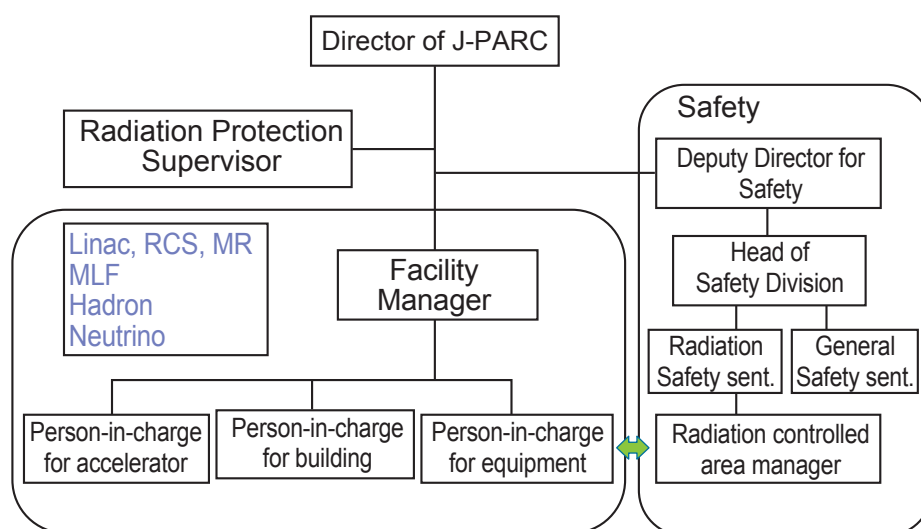 Director of J-PARC
Radiation Protection
Supervisor
Safety
Deputy Director for
Safety
Linac, RCS, MR
MLF
Hadron
Neutrino
Facility
Manager
Head of
Safety Division
Radiation
Safety sent.
General
Safety sent.
Person-in-charge
for accelerator
Person-in-charge
for building
Person-in-charge
for equipment
Radiation controlled
area manager